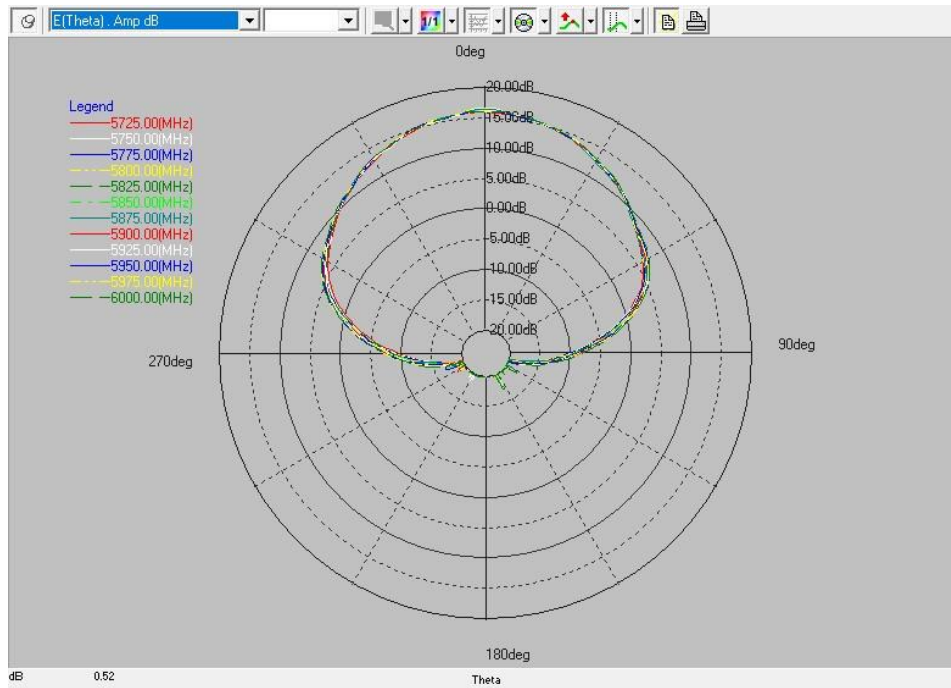 E(Theta) . Amp dB
1/1
0deg
Legend
5725.00(MHz)
5750.00(MHz)
5775.00(MHz)
5800.00(MHz)
5825.00(MHz)
5850.00(MHz)
5875.00(MHz)
5900.00(MHz)
5925.00(MHz)
5950.00(MHz)
5975.00(MHz)
6000.00(MHz)
20.00dB
15.00dB
10.00dB
5.00dB
0.00dB
-5.00dB
-10.00dB
-15.00dB
-20.00dB
270deg
90deg
180deg
dB 0.52 Theta